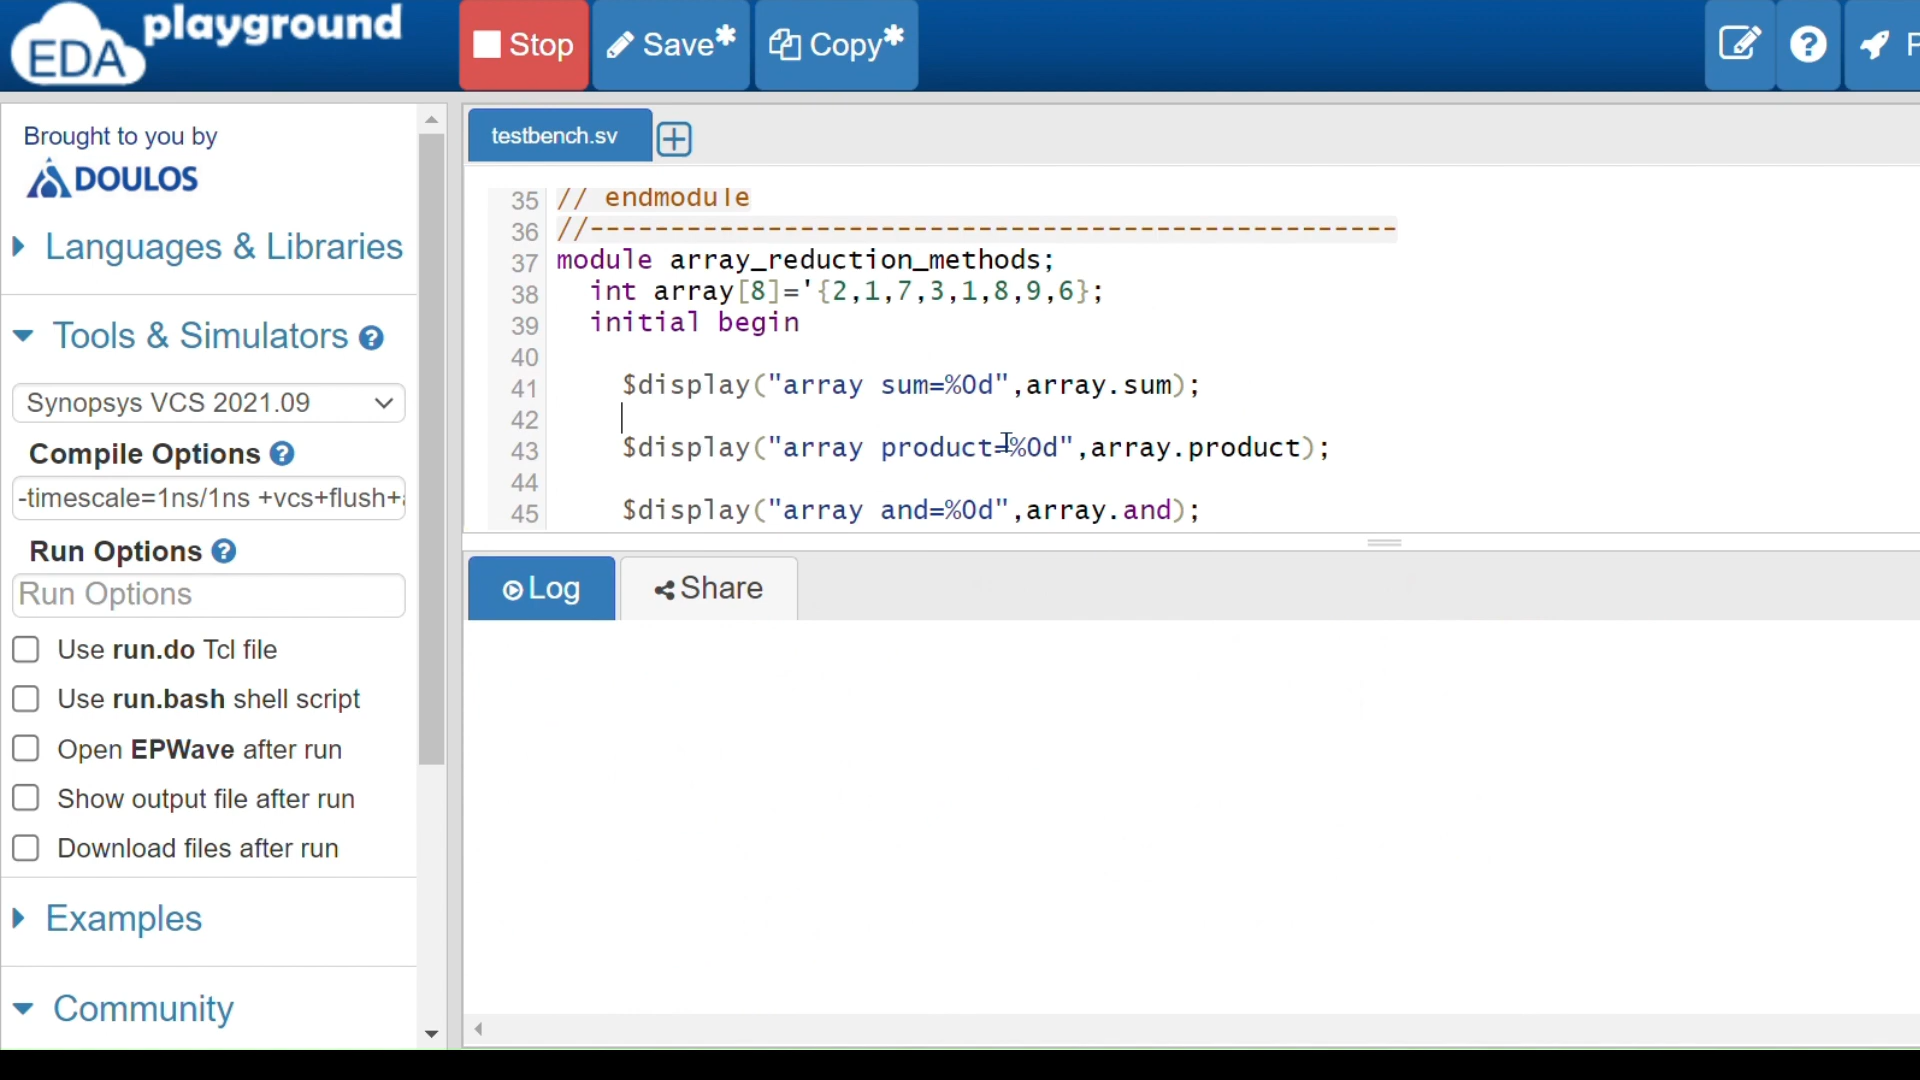 EDA playground
Stop
Save*
Copy*
Brought to you by
DOULOS
Languages & Libraries
Tools & Simulators
Synopsys VCS 2021.09
Compile Options
-timescale=1ns/1ns +vcs+flush+
Run Options
Run Options
Use run.do Tcl file
Use run.bash shell script
Open EPWave after run
Show output file after run
Download files after run
Examples
Community
testbench.sv
35 // endmodule
36 //--------------------------------------------------
37 module array_reduction_methods;
38 int array[8]='{2,1,7,3,1,8,9,6};
39 initial begin
40
41 $display("array sum=%0d",array.sum);
42
43 $display("array product=%0d",array.product);
44
45 $display("array and=%0d",array.and);
Log
Share